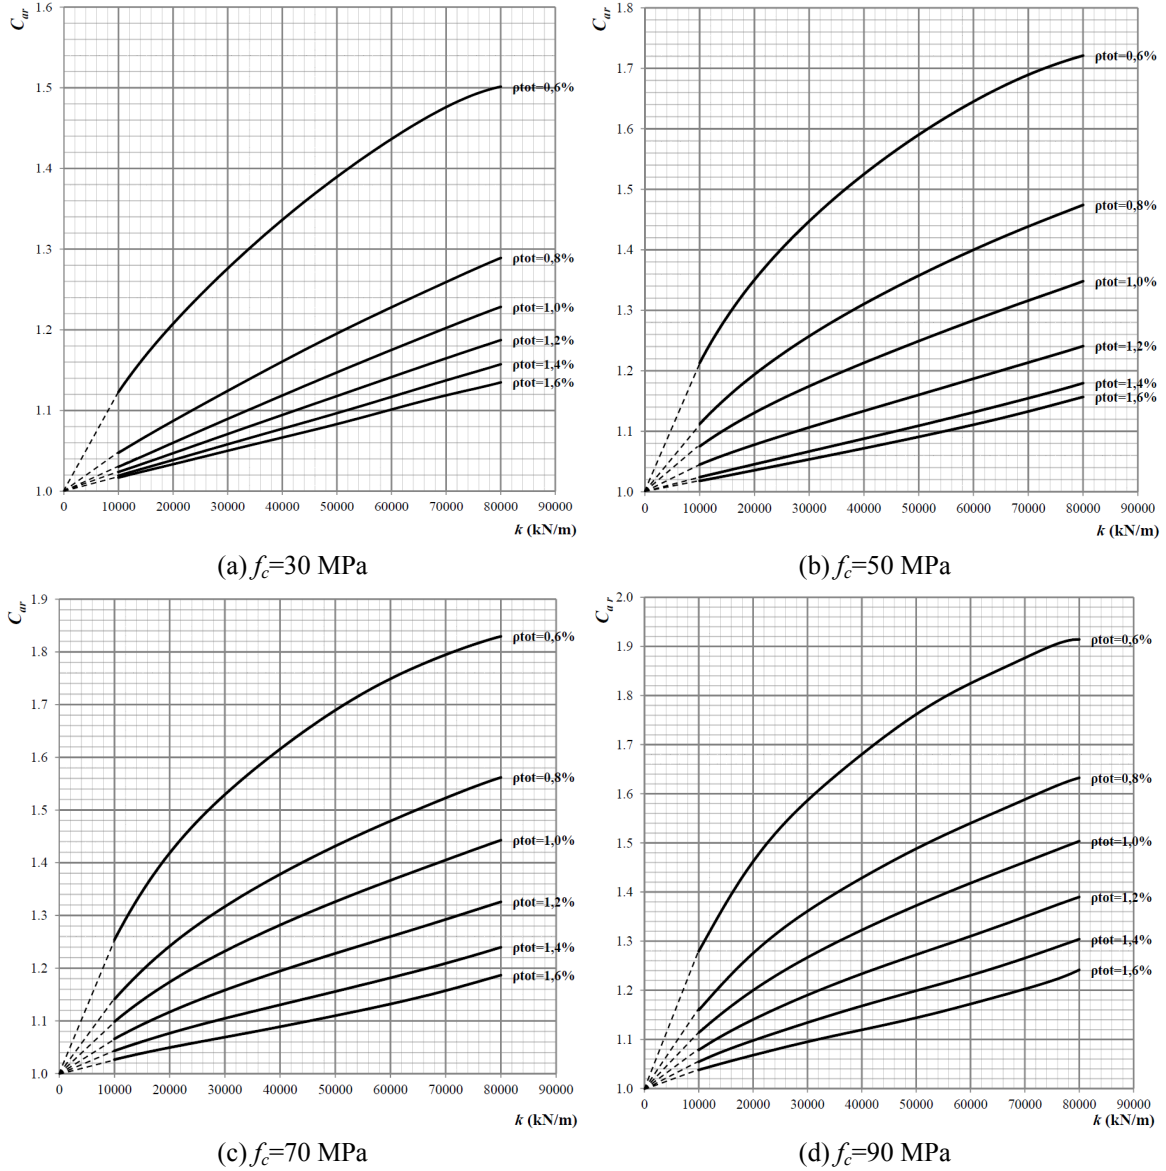 C_ar
1.6
1.5
1.4
1.3
1.2
1.1
1.0
ρtot=0,6%
ρtot=0,8%
ρtot=1,0%
ρtot=1,2%
ρtot=1,4%
ρtot=1,6%
0 10000 20000 30000 40000 50000 60000 70000 80000 90000
k (kN/m)
(a) f_c=30 MPa
C_ar
1.8
1.7
1.6
1.5
1.4
1.3
1.2
1.1
1.0
ρtot=0,6%
ρtot=0,8%
ρtot=1,0%
ρtot=1,2%
ρtot=1,4%
ρtot=1,6%
0 10000 20000 30000 40000 50000 60000 70000 80000 90000
k (kN/m)
(b) f_c=50 MPa
C_ar
1.9
1.8
1.7
1.6
1.5
1.4
1.3
1.2
1.1
1.0
ρtot=0,6%
ρtot=0,8%
ρtot=1,0%
ρtot=1,2%
ρtot=1,4%
ρtot=1,6%
0 10000 20000 30000 40000 50000 60000 70000 80000 90000
k (kN/m)
(c) f_c=70 MPa
C_ar
2.0
1.9
1.8
1.7
1.6
1.5
1.4
1.3
1.2
1.1
1.0
ρtot=0,6%
ρtot=0,8%
ρtot=1,0%
ρtot=1,2%
ρtot=1,4%
ρtot=1,6%
0 10000 20000 30000 40000 50000 60000 70000 80000 90000
k (kN/m)
(d) f_c=90 MPa